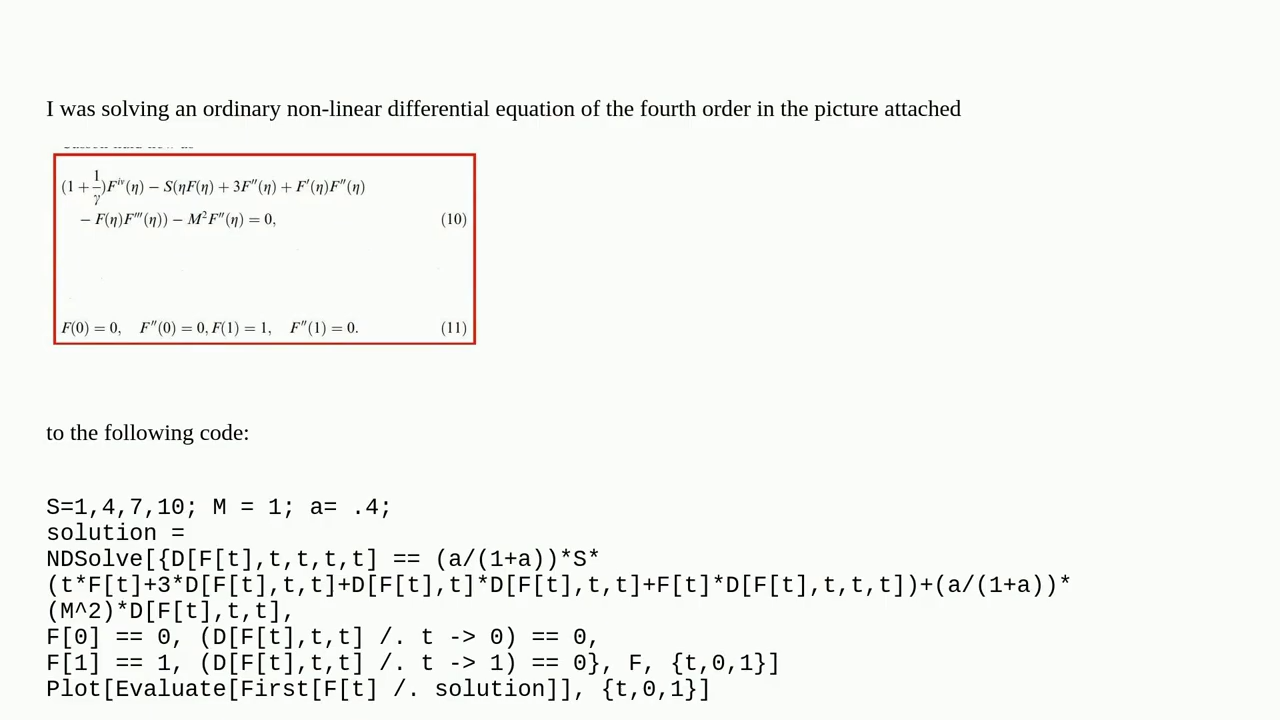 I was solving an ordinary non-linear differential equation of the fourth order in the picture attached
(1 + 1/γ)F^{iv}(η) − S(ηF(η) + 3F″(η) + F′(η)F″(η)
− F(η)F‴(η)) − M²F″(η) = 0, (10)
F(0) = 0, F″(0) = 0, F(1) = 1, F″(1) = 0. (11)
to the following code:
S=1,4,7,10; M = 1; a= .4;
solution =
NDSolve[{D[F[t],t,t,t,t] == (a/(1+a))*S*
(t*F[t]+3*D[F[t],t,t]+D[F[t],t]*D[F[t],t,t]+F[t]*D[F[t],t,t,t])+(a/(1+a))*
(M^2)*D[F[t],t,t],
F[0] == 0, (D[F[t],t,t] /. t -> 0) == 0,
F[1] == 1, (D[F[t],t,t] /. t -> 1) == 0}, F, {t,0,1}]
Plot[Evaluate[First[F[t] /. solution]], {t,0,1}]